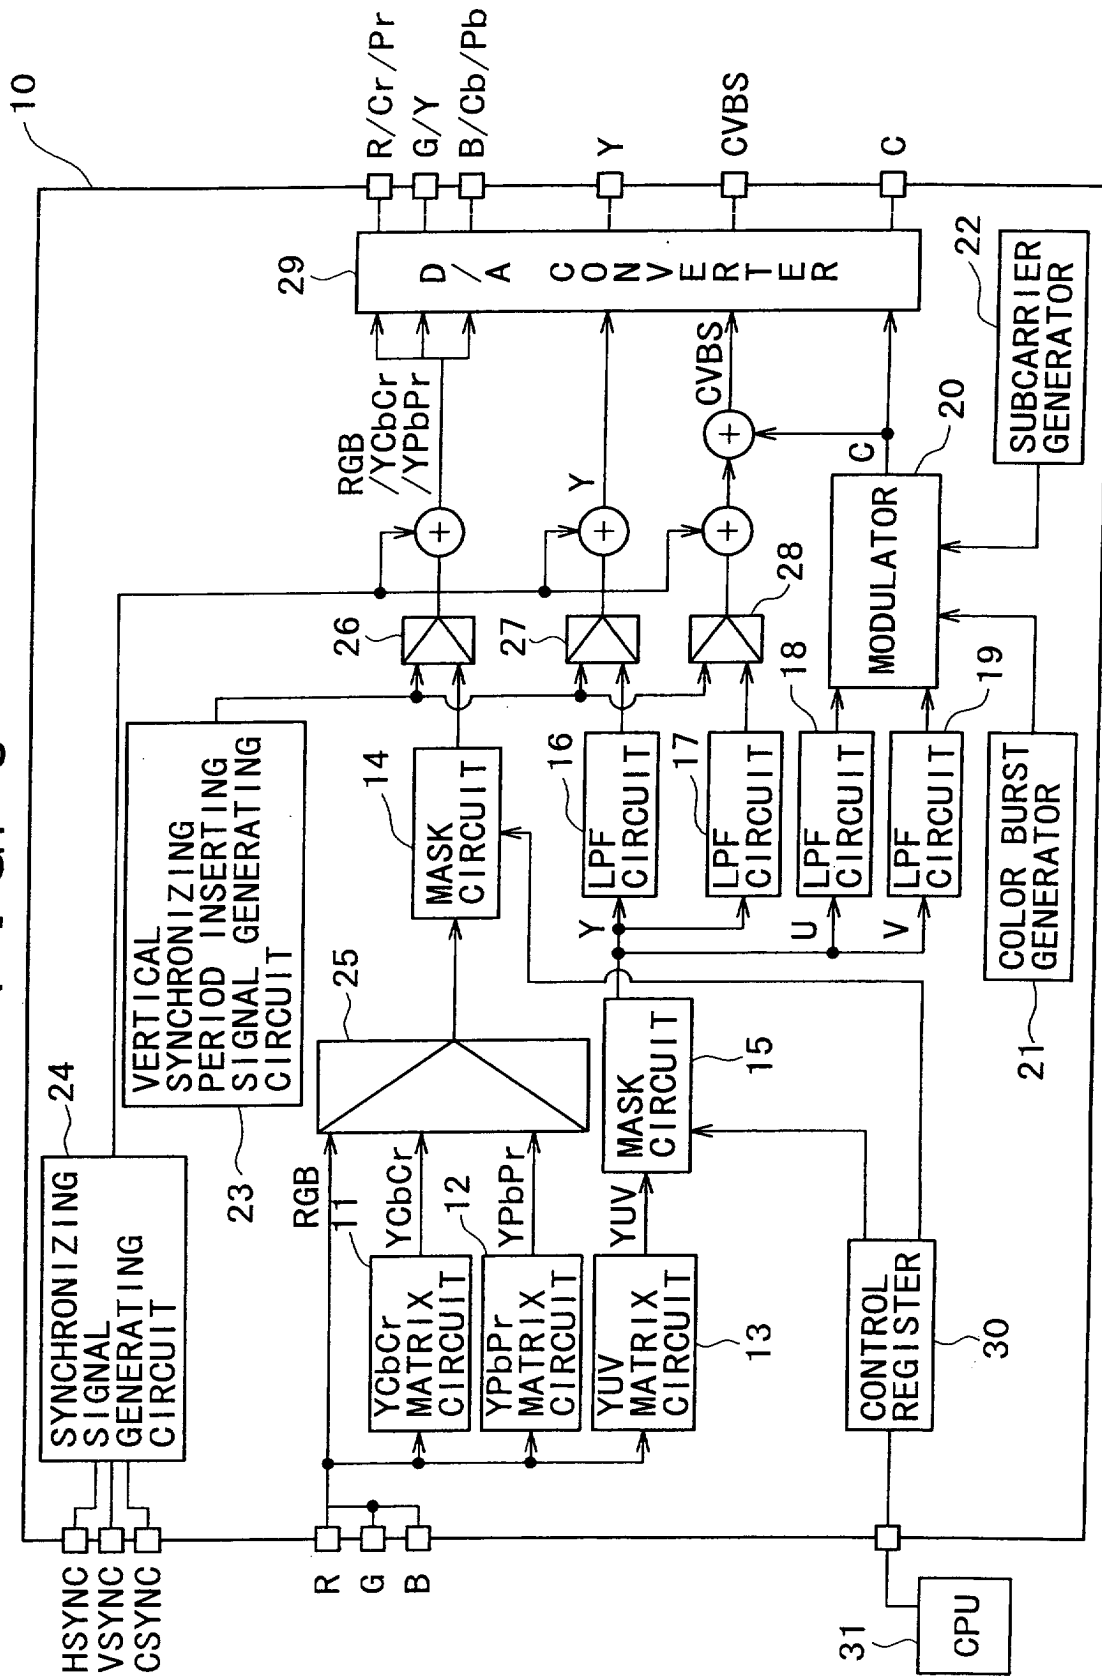 10
HSYNC
VSYNC
CSYNC
SYNCHRONIZING
SIGNAL
GENERATING
CIRCUIT
24
VERTICAL
SYNCHRONIZING
PERIOD INSERTING
SIGNAL GENERATING
CIRCUIT
23
R
G
B
RGB
11
YCbCr
MATRIX
CIRCUIT
YCbCr
12
YPbPr
MATRIX
CIRCUIT
YPbPr
YUV
MATRIX
CIRCUIT
13
YUV
25
MASK
CIRCUIT
14
MASK
CIRCUIT
15
Y
U
V
LPF
CIRCUIT
16
LPF
CIRCUIT
17
LPF
CIRCUIT
18
LPF
CIRCUIT
19
26
27
28
RGB
/YCbCr
/YPbPr
Y
CVBS
C
MODULATOR
20
COLOR BURST
GENERATOR
21
SUBCARRIER
GENERATOR
22
29
D/A CONVERTER
R/Cr/Pr
G/Y
B/Cb/Pb
Y
CVBS
C
CONTROL
REGISTER
30
31
CPU